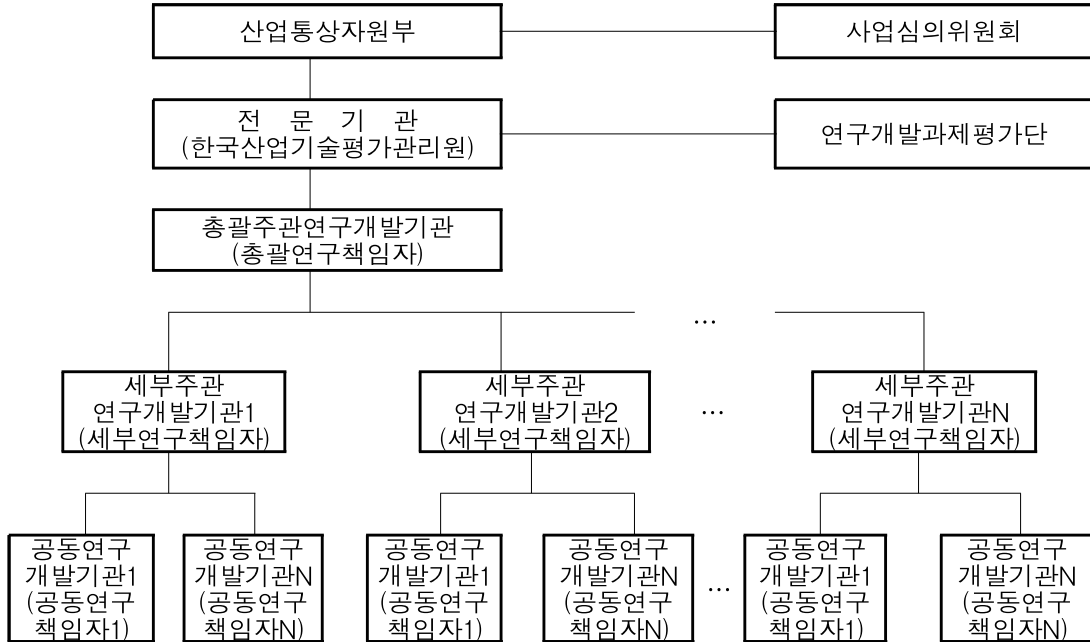 산업통상자원부
사업심의위원회
전 문 기 관
(한국산업기술평가관리원)
연구개발과제평가단
총괄주관연구개발기관
(총괄연구책임자)
...
세부주관
연구개발기관1
(세부연구책임자)
세부주관
연구개발기관2
(세부연구책임자)
...
세부주관
연구개발기관N
(세부연구책임자)
공동연구
개발기관1
(공동연구
책임자1)
공동연구
개발기관N
(공동연구
책임자N)
공동연구
개발기관1
(공동연구
책임자1)
공동연구
개발기관N
(공동연구
책임자N)
...
공동연구
개발기관1
(공동연구
책임자1)
공동연구
개발기관N
(공동연구
책임자N)